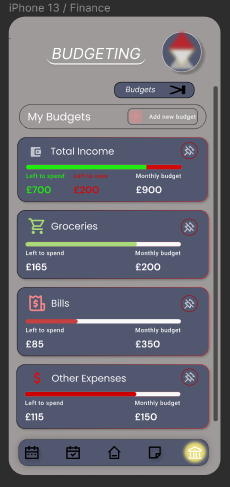 iPhone 13 / Finance
BUDGETING
Budgets
My Budgets
Add new budget
Total Income
Left to spend
Monthly budget
£700 £200 £900
Groceries
Left to spend Monthly budget
£165 £200
Bills
Left to spend Monthly budget
£85 £350
Other Expenses
Left to spend Monthly budget
£115 £150